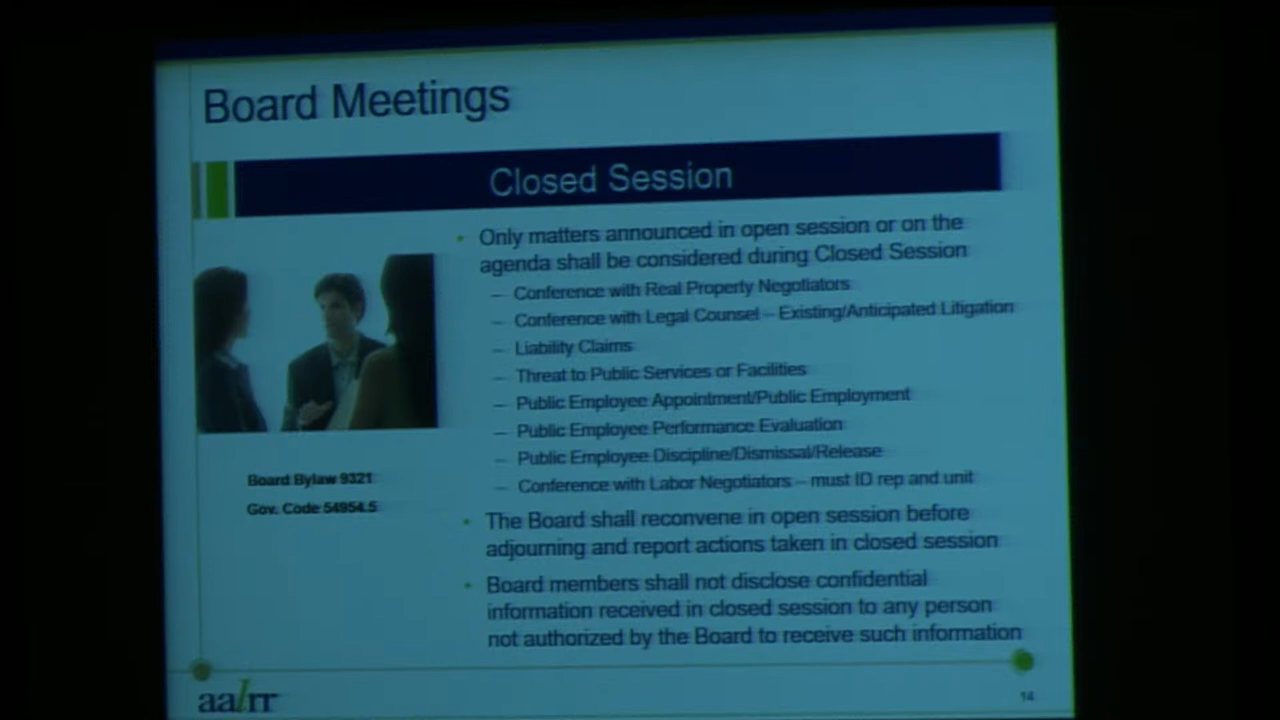 Board Meetings
Closed Session
• Only matters announced in open session or on the
agenda shall be considered during Closed Session
– Conference with Real Property Negotiators
– Conference with Legal Counsel – Existing/Anticipated Litigation
– Liability Claims
– Threat to Public Services or Facilities
– Public Employee Appointment/Public Employment
– Public Employee Performance Evaluation
– Public Employee Discipline/Dismissal/Release
– Conference with Labor Negotiators – must ID rep and unit
• The Board shall reconvene in open session before
adjourning and report actions taken in closed session
• Board members shall not disclose confidential
information received in closed session to any person
not authorized by the Board to receive such information
Board Bylaw 9321
Gov. Code 54954.5
aalrr
14